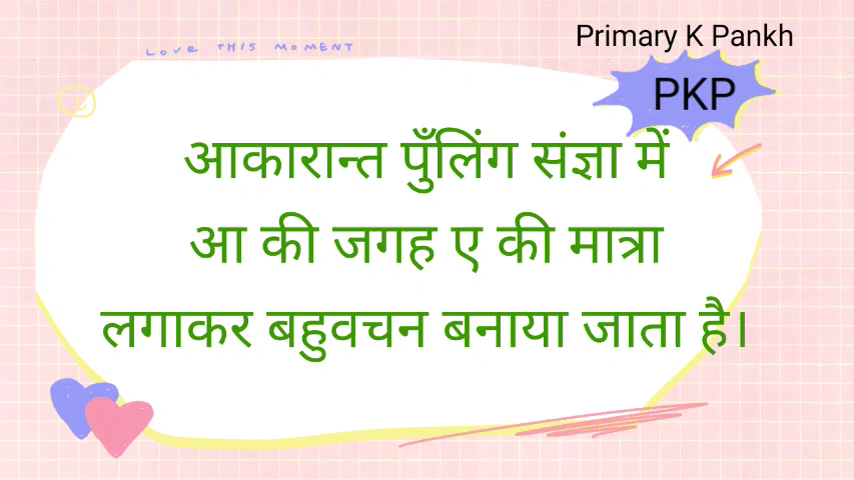 Primary K Pankh
LOVE THIS MOMENT
PKP
आकारान्त पुँलिंग संज्ञा में
आ की जगह ए की मात्रा
लगाकर बहुवचन बनाया जाता है।